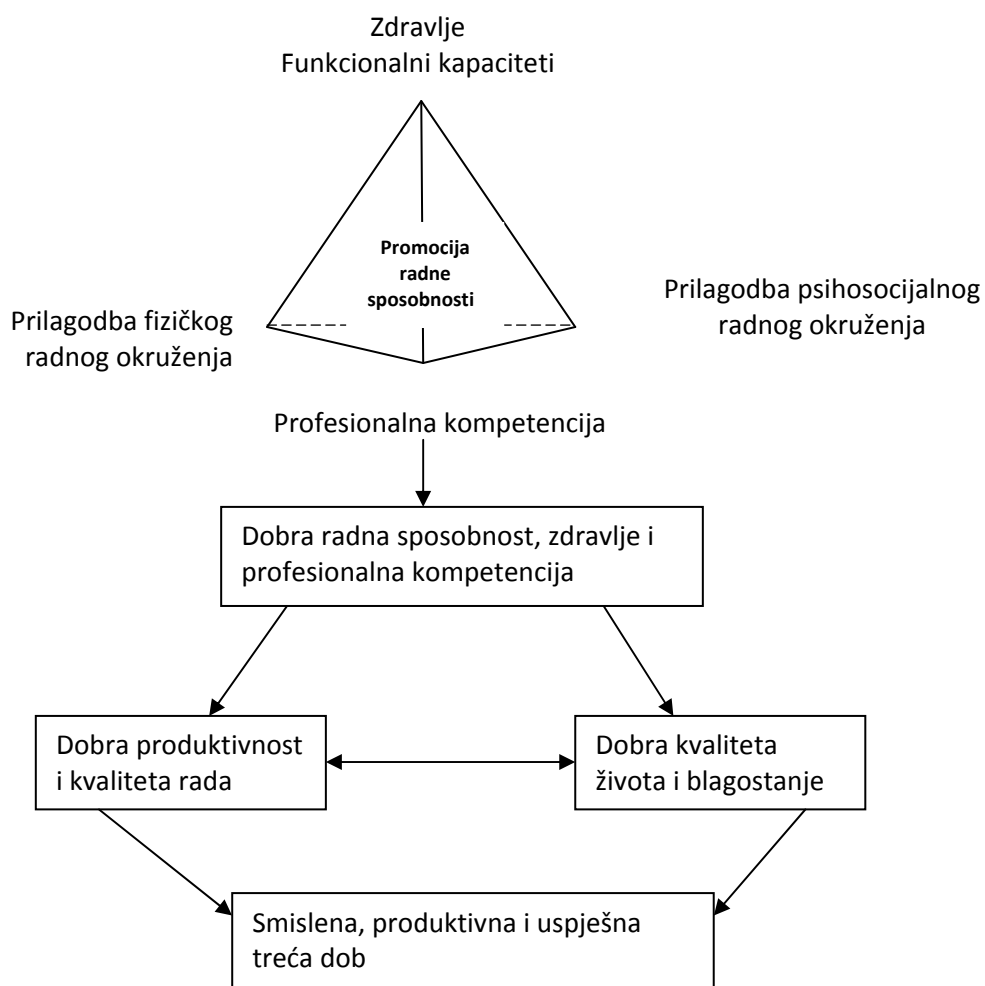 Zdravlje
Funkcionalni kapaciteti
Promocija
radne
sposobnosti
Prilagodba fizičkog
radnog okruženja
Prilagodba psihosocijalnog
radnog okruženja
Profesionalna kompetencija
Dobra radna sposobnost, zdravlje i
profesionalna kompetencija
Dobra produktivnost
i kvaliteta rada
Dobra kvaliteta
života i blagostanje
Smislena, produktivna i uspješna
treća dob